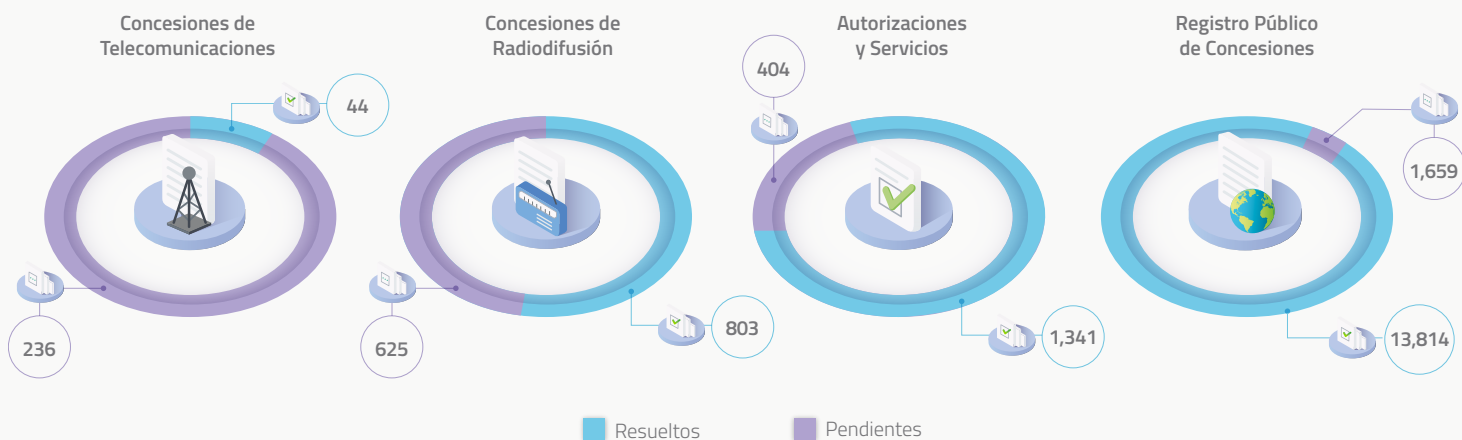 Concesiones de
Telecomunicaciones
44
236
Concesiones de
Radiodifusión
625
803
Autorizaciones
y Servicios
404
1,341
Registro Público
de Concesiones
1,659
13,814
Resueltos
Pendientes